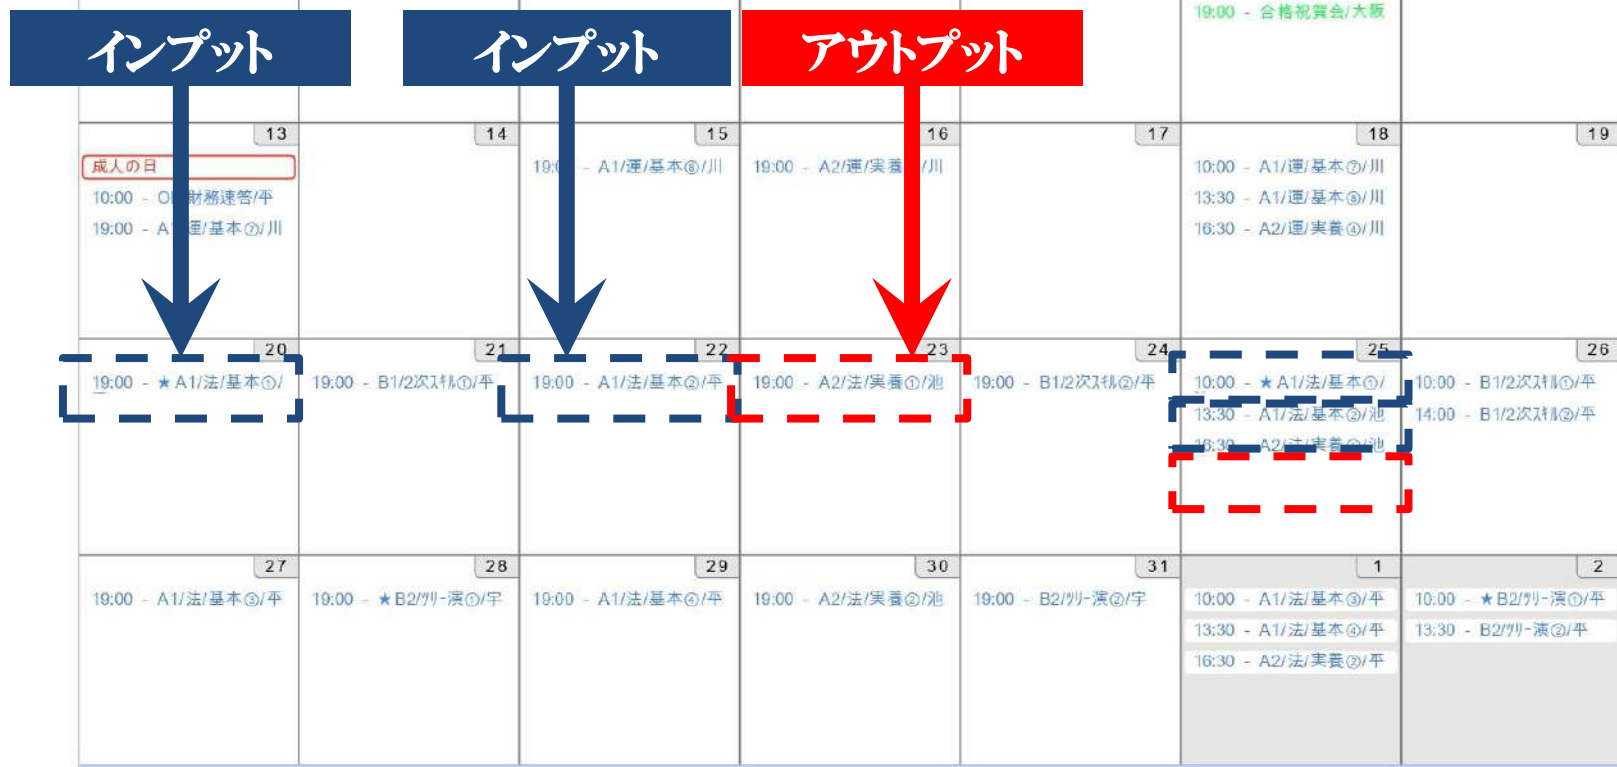 19:00 - 合格祝賀会/大阪
インプット
インプット
アウトプット
13
14
15
16
17
18
19
成人の日
10:00 - 財務速答/平
19:00 - 運/基本⑦/川
- A1/運/基本⑧/川
19:00 - A2/運/実養 /川
10:00 - A1/運/基本⑦/川
13:30 - A1/運/基本⑧/川
16:30 - A2/運/実養④/川
20
21
22
23
24
25
26
19:00 - ★A1/法/基本①/
19:00 - B1/2次ｽｷﾙ①/平
19:00 - A1/法/基本②/平
19:00 - A2/法/実養①/池
19:00 - B1/2次ｽｷﾙ②/平
10:00 - ★A1/法/基本①/
13:30 - A1/法/基本②/池
16:30 - A2/法/実養①/池
10:00 - B1/2次ｽｷﾙ①/平
14:00 - B1/2次ｽｷﾙ②/平
27
28
29
30
31
1
2
19:00 - A1/法/基本③/平
19:00 - ★B2/ﾂﾘｰ演①/宇
19:00 - A1/法/基本④/平
19:00 - A2/法/実養②/池
19:00 - B2/ﾂﾘｰ演②/宇
10:00 - A1/法/基本③/平
13:30 - A1/法/基本④/平
16:30 - A2/法/実養②/平
10:00 - ★B2/ﾂﾘｰ演①/平
13:30 - B2/ﾂﾘｰ演②/平